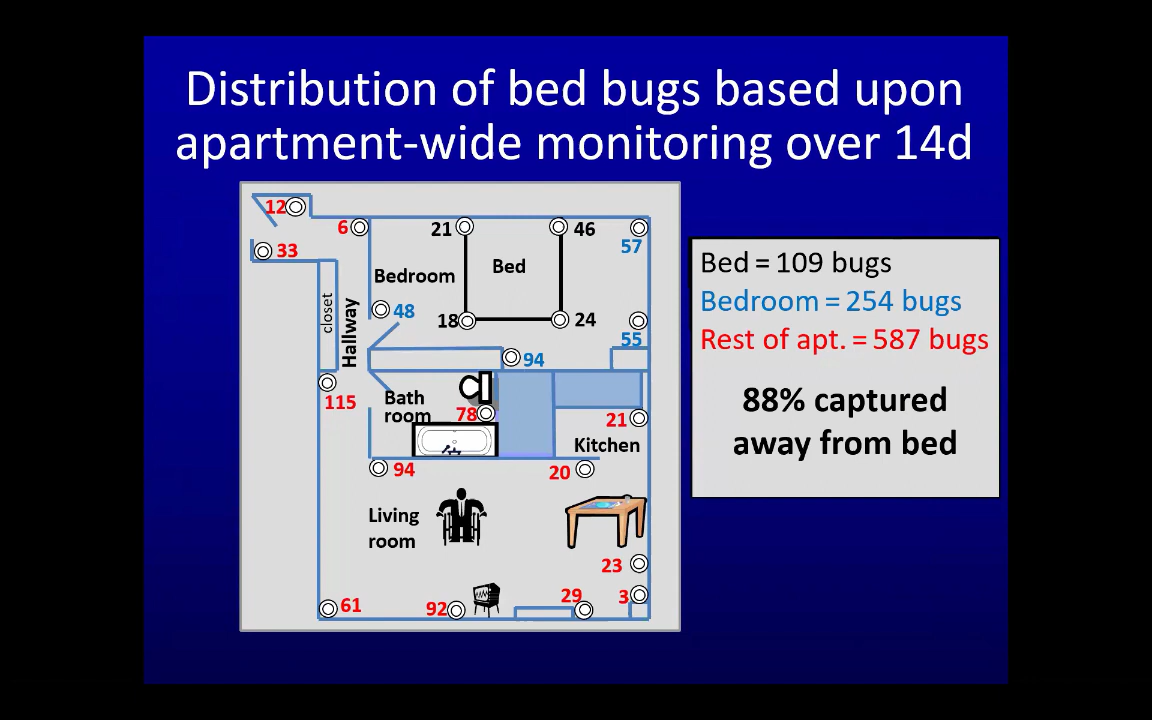 Distribution of bed bugs based upon
apartment-wide monitoring over 14d
12
6
21
46
33
57
Bedroom
Bed
closet
Hallway
48
18
24
55
94
115
Bath
room
78
21
Kitchen
94
20
Living
room
23
61
92
29
3
Bed = 109 bugs
Bedroom = 254 bugs
Rest of apt. = 587 bugs
88% captured
away from bed